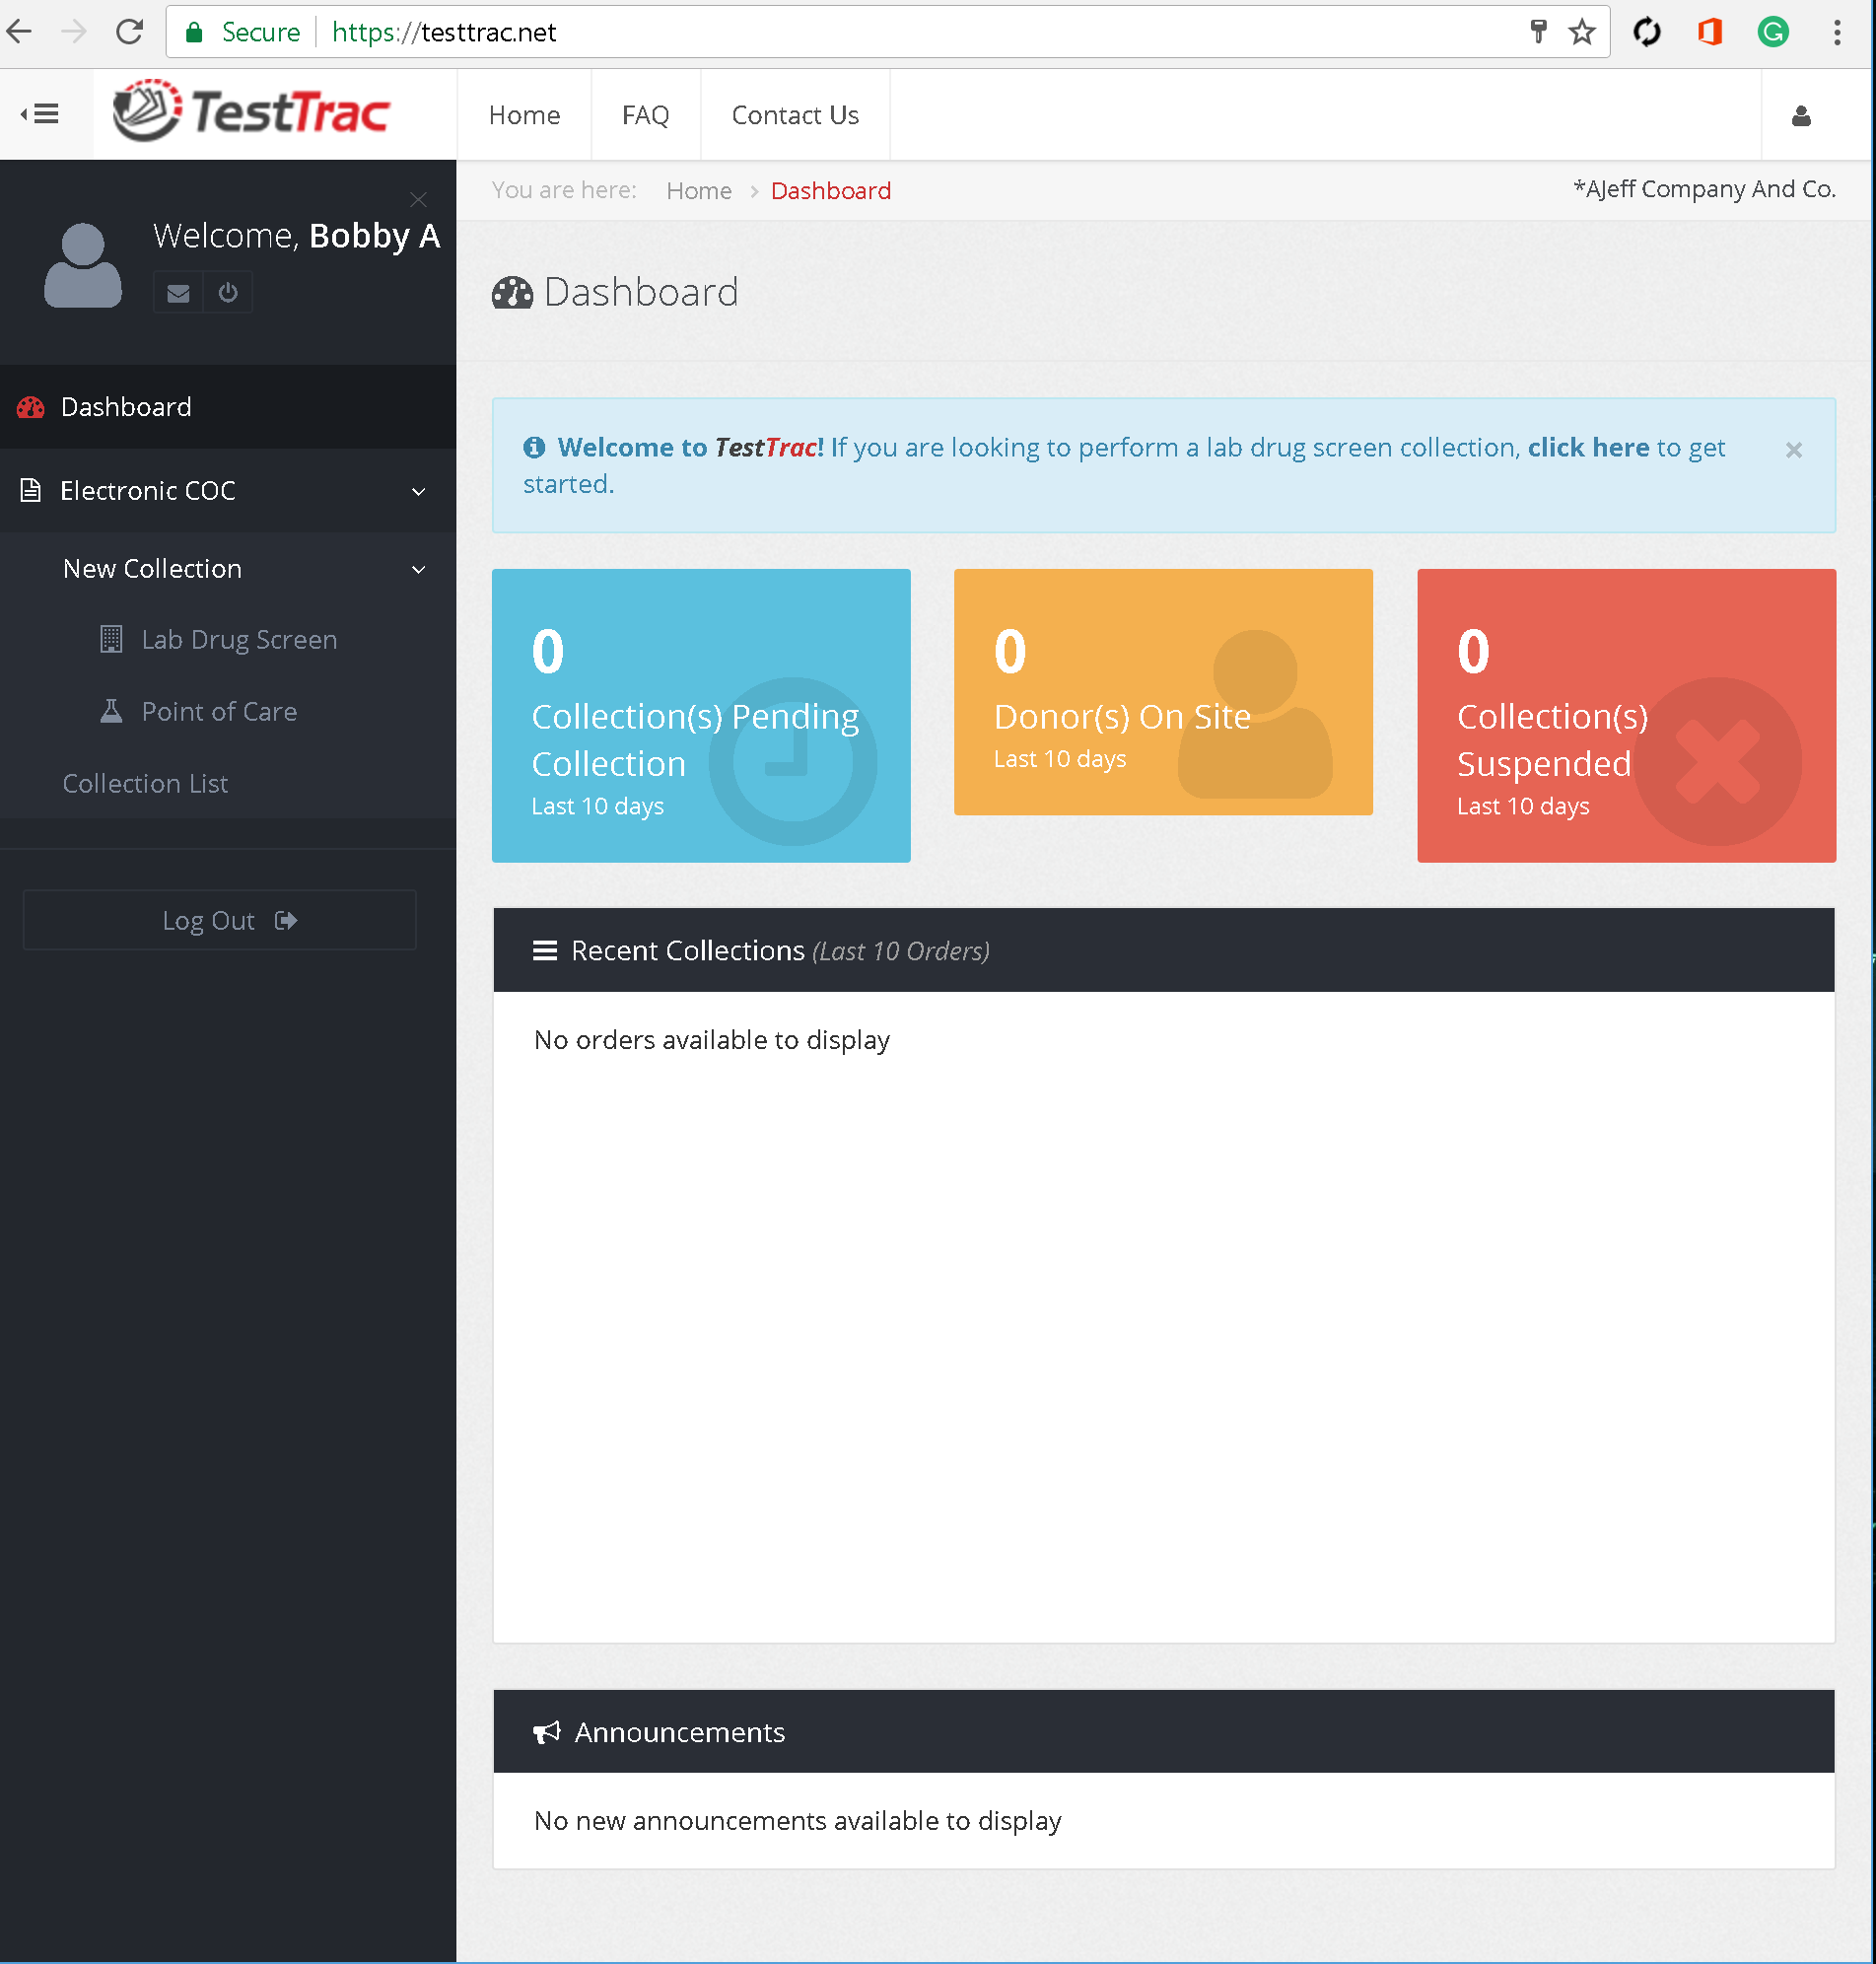 Secure https://testtrac.net
TestTrac
Home FAQ Contact Us
You are here: Home Dashboard
*AJeff Company And Co.
Welcome, Bobby A
Dashboard
Electronic COC
New Collection
Lab Drug Screen
Point of Care
Collection List
Log Out
Dashboard
Welcome to TestTrac! If you are looking to perform a lab drug screen collection, click here to get
started.
0
Collection(s) Pending
Collection
Last 10 days
0
Donor(s) On Site
Last 10 days
0
Collection(s)
Suspended
Last 10 days
Recent Collections (Last 10 Orders)
No orders available to display
Announcements
No new announcements available to display